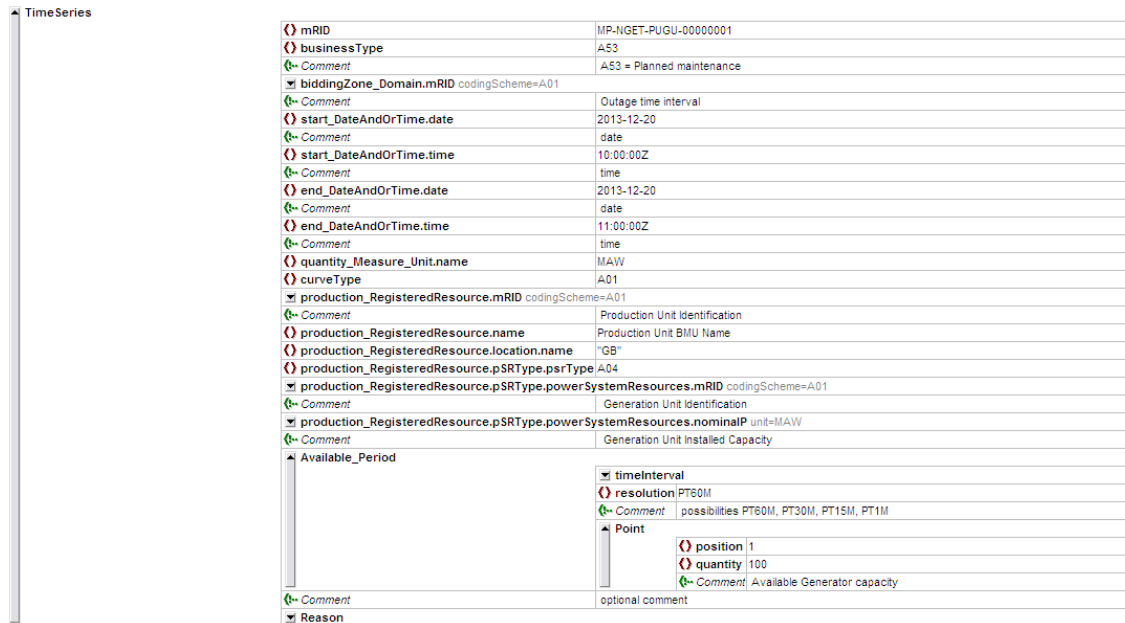 TimeSeries
mRID MP-NGET-PUGU-00000001
businessType A53
Comment A53 = Planned maintenance
biddingZone_Domain.mRID codingScheme=A01
Comment Outage time interval
start_DateAndOrTime.date 2013-12-20
Comment date
start_DateAndOrTime.time 10:00:00Z
Comment time
end_DateAndOrTime.date 2013-12-20
Comment date
end_DateAndOrTime.time 11:00:00Z
Comment time
quantity_Measure_Unit.name MAW
curveType A01
production_RegisteredResource.mRID codingScheme=A01
Comment Production Unit Identification
production_RegisteredResource.name Production Unit BMU Name
production_RegisteredResource.location.name "GB"
production_RegisteredResource.pSRType.psrType A04
production_RegisteredResource.pSRType.powerSystemResources.mRID codingScheme=A01
Comment Generation Unit Identification
production_RegisteredResource.pSRType.powerSystemResources.nominalP unit=MAW
Comment Generation Unit Installed Capacity
Available_Period
timeInterval
resolution PT60M
Comment possibilities PT60M, PT30M, PT15M, PT1M
Point
position 1
quantity 100
Comment Available Generator capacity
Comment optional comment
Reason